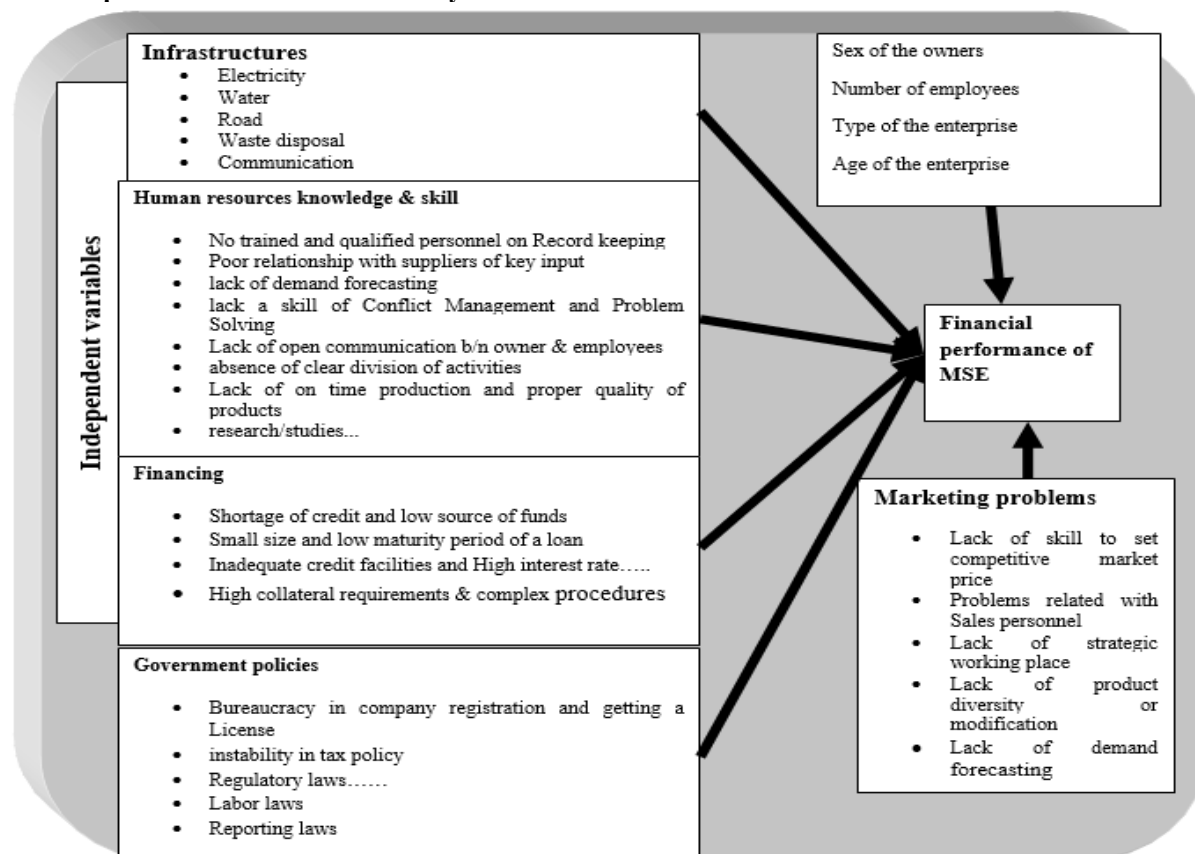 Independent variables
Infrastructures
• Electricity
• Water
• Road
• Waste disposal
• Communication
Human resources knowledge & skill
• No trained and qualified personnel on Record keeping
• Poor relationship with suppliers of key input
• lack of demand forecasting
• lack a skill of Conflict Management and Problem
Solving
• Lack of open communication b/n owner & employees
• absence of clear division of activities
• Lack of on time production and proper quality of
products
• research/studies...
Financing
• Shortage of credit and low source of funds
• Small size and low maturity period of a loan
• Inadequate credit facilities and High interest rate…..
• High collateral requirements & complex procedures
Government policies
• Bureaucracy in company registration and getting a
License
• instability in tax policy
• Regulatory laws……
• Labor laws
• Reporting laws
Sex of the owners
Number of employees
Type of the enterprise
Age of the enterprise
Financial
performance of
MSE
Marketing problems
• Lack of skill to set
competitive market
price
• Problems related with
Sales personnel
• Lack of strategic
working place
• Lack of product
diversity or
modification
• Lack of demand
forecasting